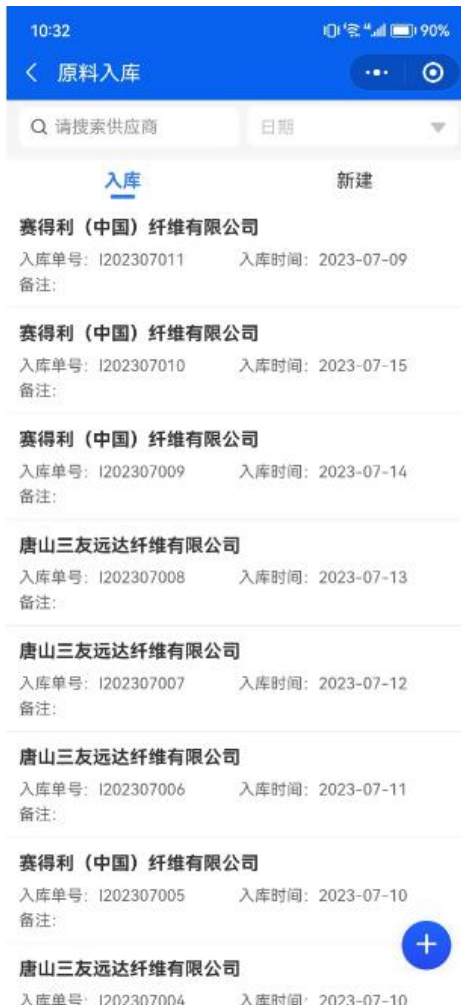 10:32
90%
原料入库
请搜索供应商 日期
入库 新建
赛得利（中国）纤维有限公司
入库单号：I202307011 入库时间：2023-07-09
备注：
赛得利（中国）纤维有限公司
入库单号：I202307010 入库时间：2023-07-15
备注：
赛得利（中国）纤维有限公司
入库单号：I202307009 入库时间：2023-07-14
备注：
唐山三友远达纤维有限公司
入库单号：I202307008 入库时间：2023-07-13
备注：
唐山三友远达纤维有限公司
入库单号：I202307007 入库时间：2023-07-12
备注：
唐山三友远达纤维有限公司
入库单号：I202307006 入库时间：2023-07-11
备注：
赛得利（中国）纤维有限公司
入库单号：I202307005 入库时间：2023-07-10
备注：
唐山三友远达纤维有限公司
入库单号：I202307004 入库时间：2023-07-10